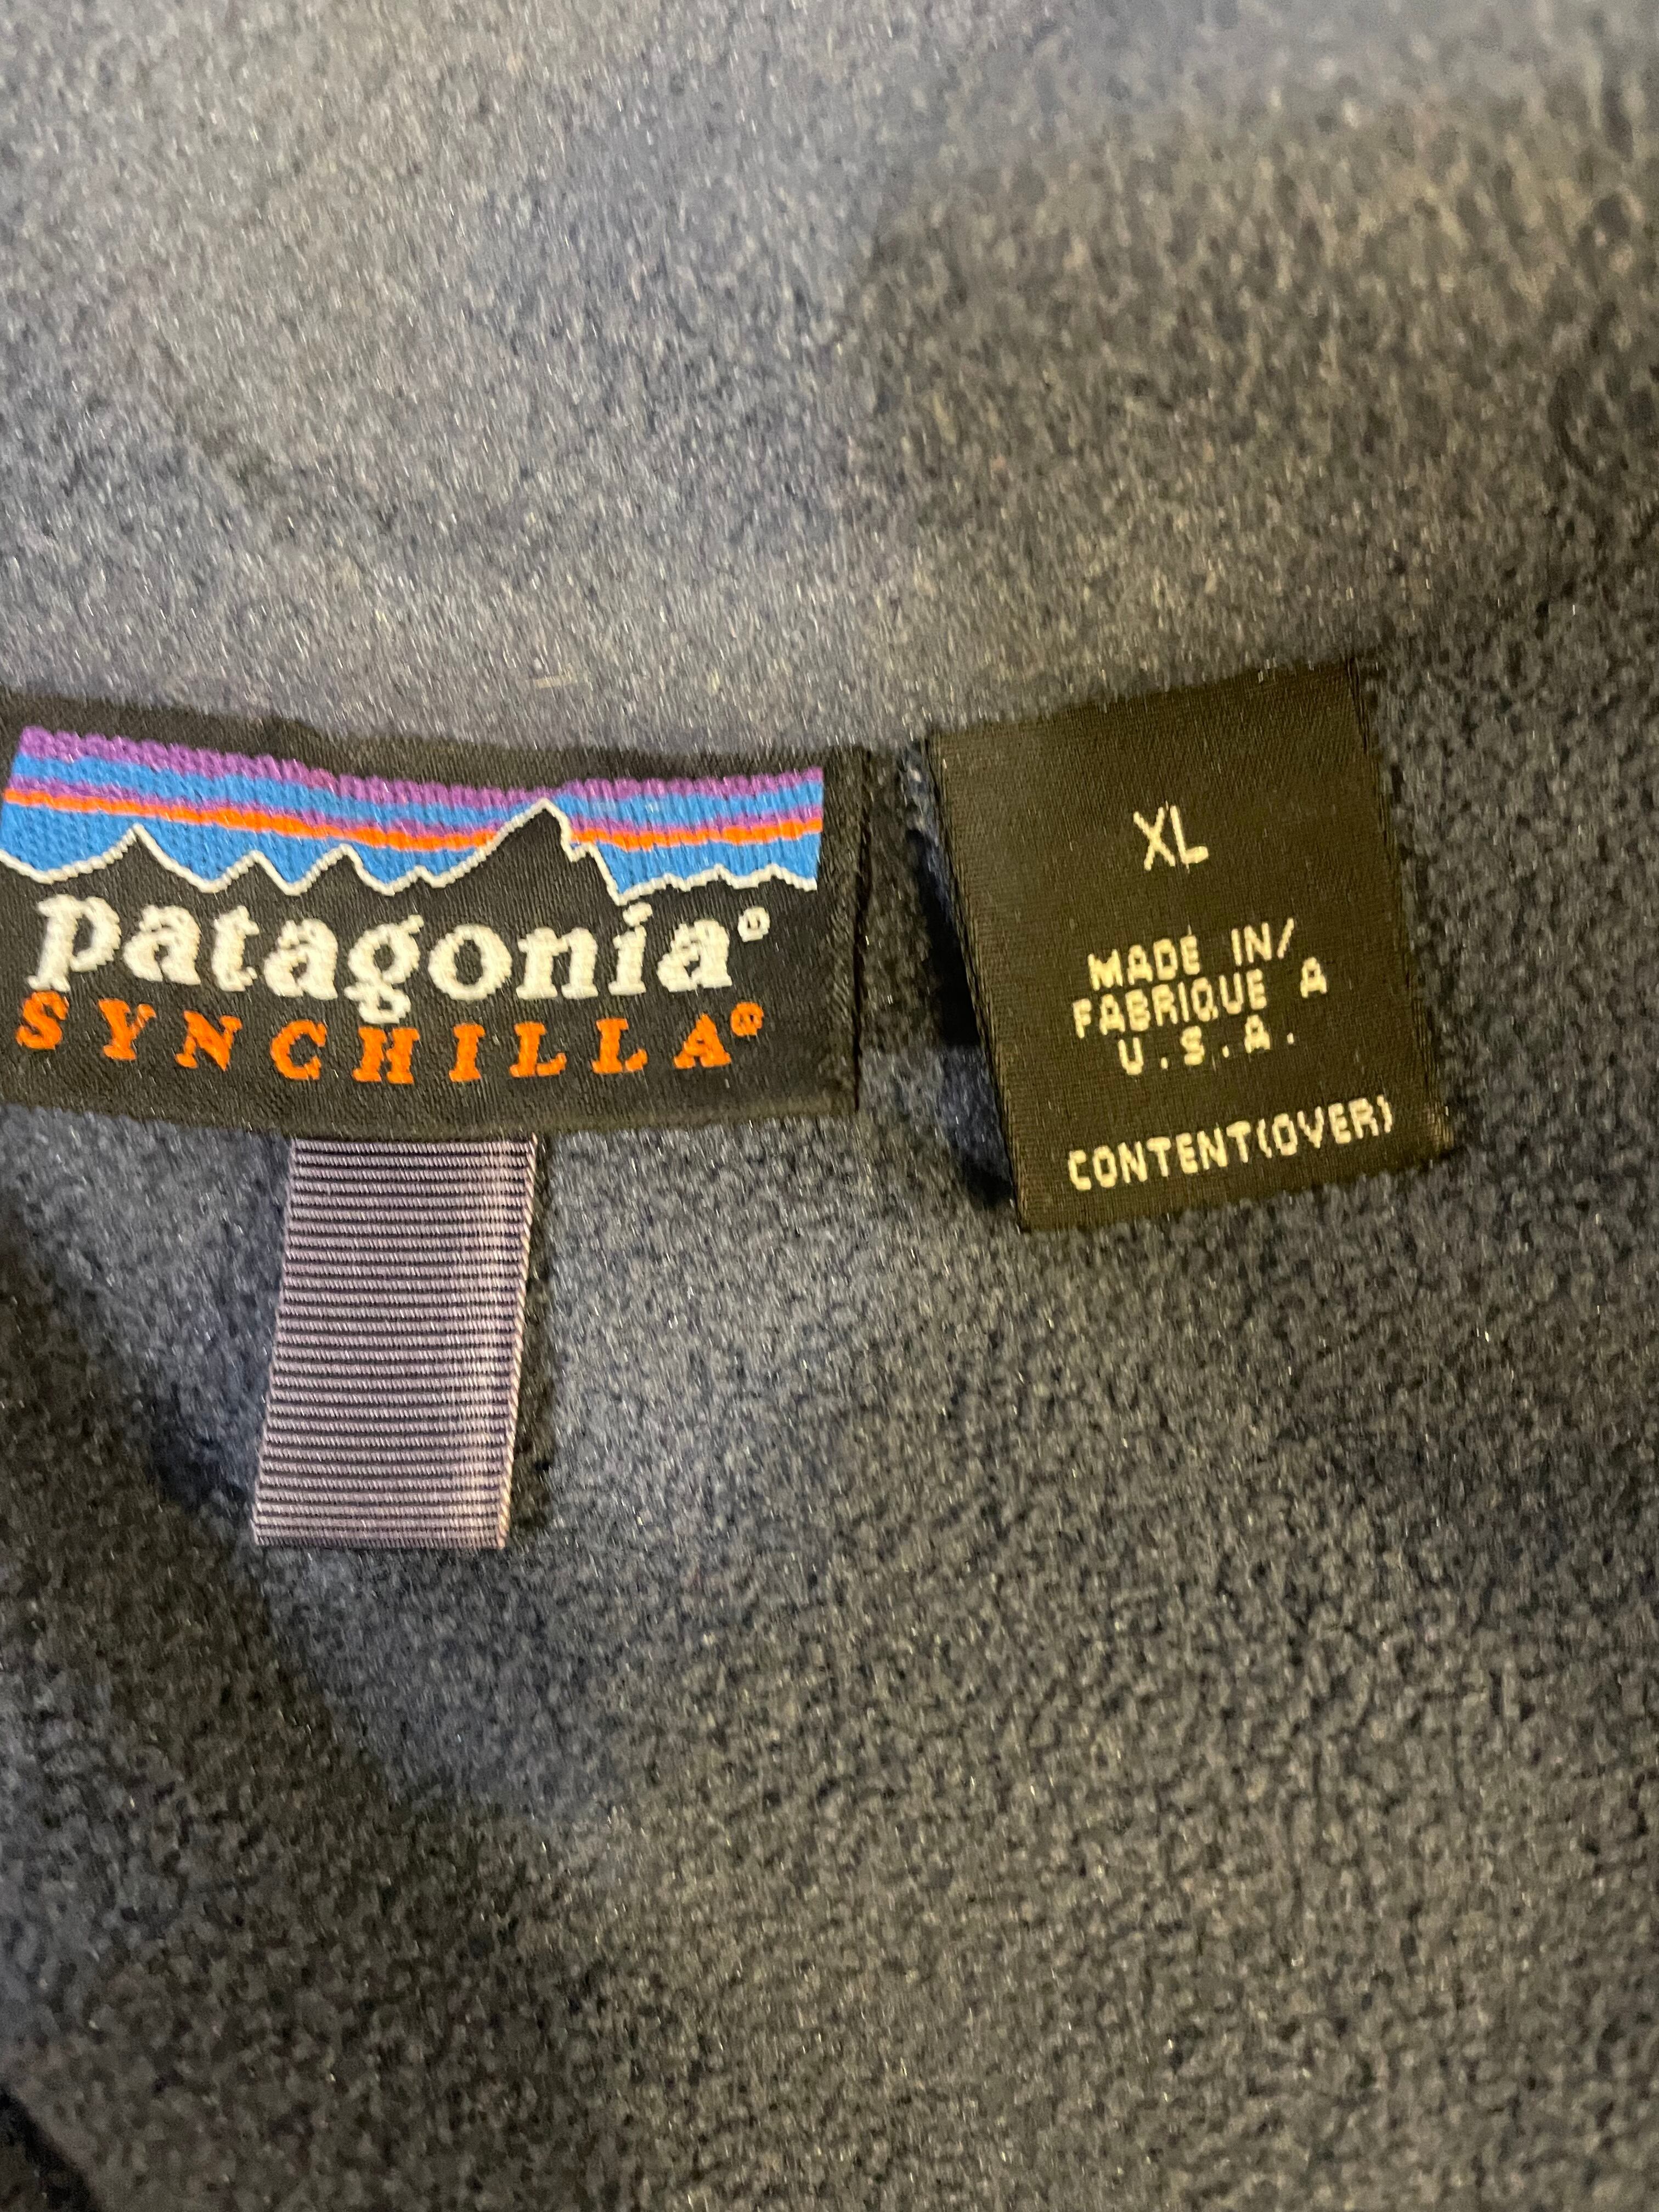 patagonia®
SYNCHILLA®
XL
MADE IN/
FABRIQUE A
U.S.A.
CONTENT(OVER)